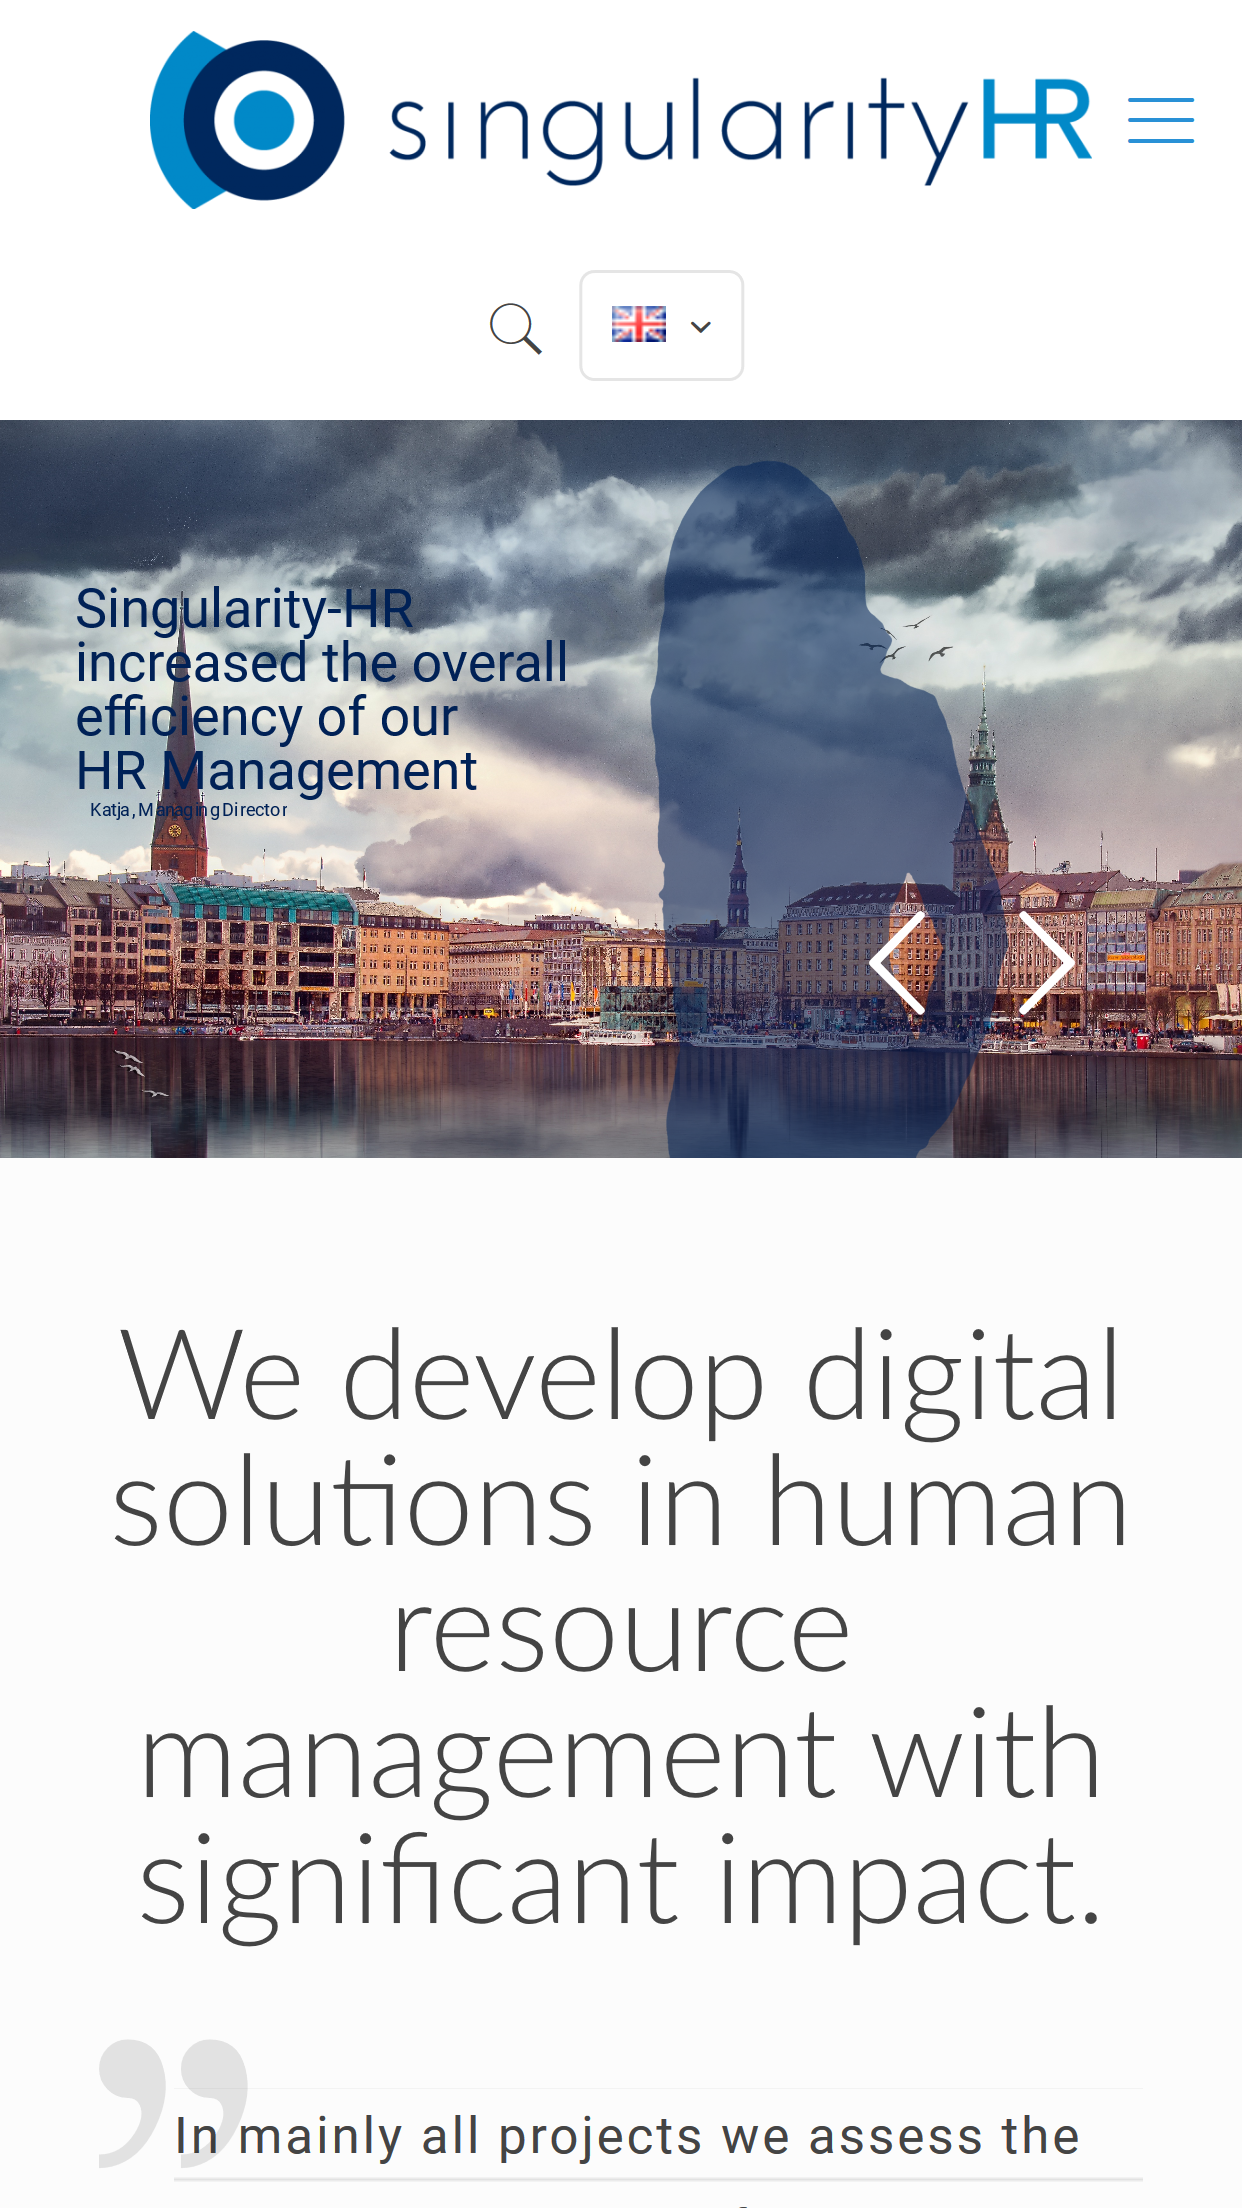 singularityHR
Singularity-HR
increased the overall
efficiency of our
HR Management
Katja, Managing Director
We develop digital
solutions in human
resource
management with
significant impact.
In mainly all projects we assess the